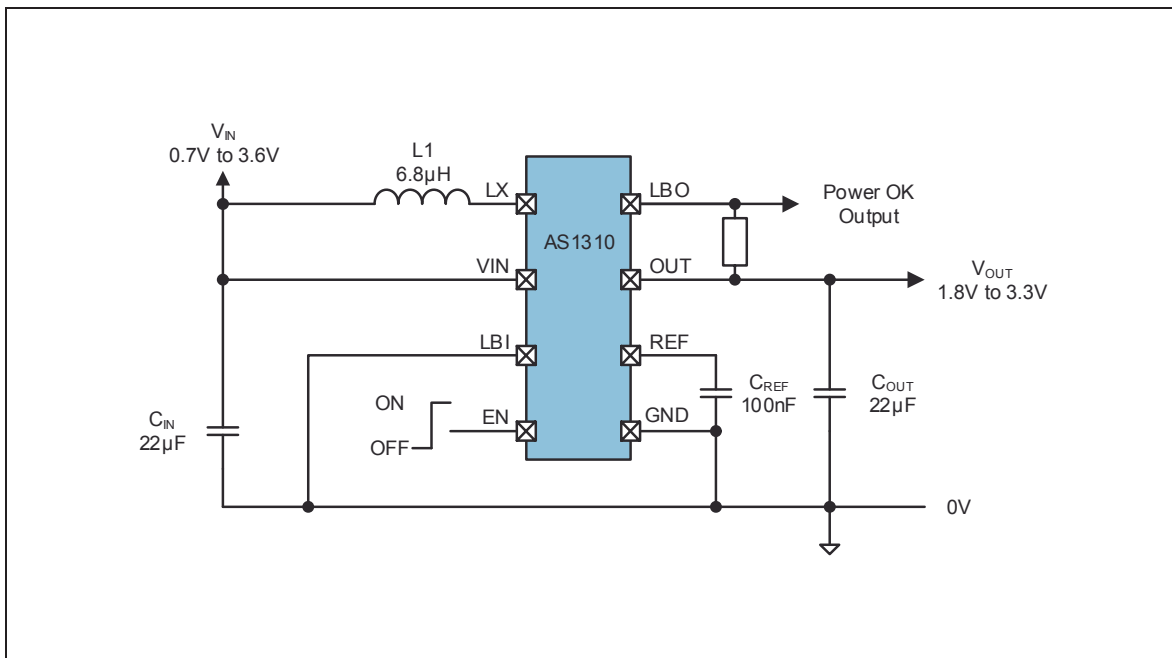 V_IN
0.7V to 3.6V
L1
6.8µH
LX
LBO
Power OK
Output
AS1310
VIN
OUT
V_OUT
1.8V to 3.3V
LBI
REF
C_REF
100nF
C_OUT
22µF
C_IN
22µF
ON
OFF
EN
GND
0V